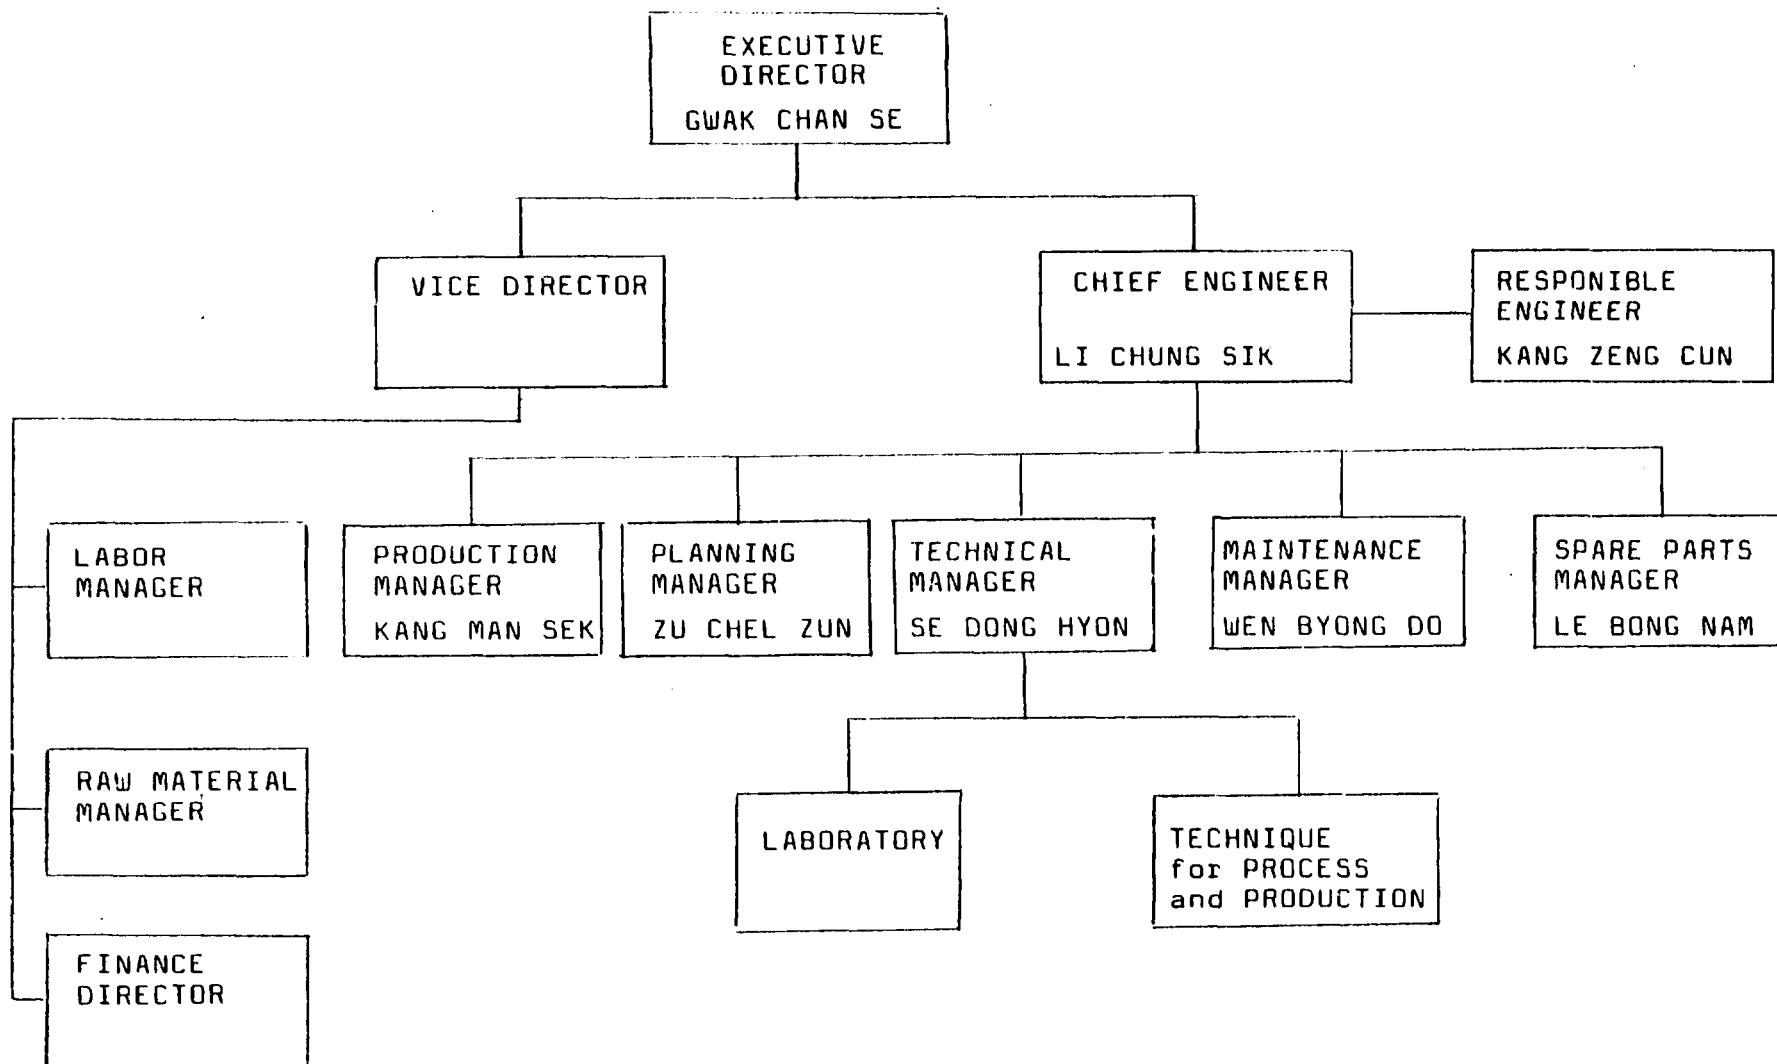 EXECUTIVE
DIRECTOR
GWAK CHAN SE
VICE DIRECTOR
CHIEF ENGINEER
LI CHUNG SIK
RESPONIBLE
ENGINEER
KANG ZENG CUN
LABOR
MANAGER
PRODUCTION
MANAGER
KANG MAN SEK
PLANNING
MANAGER
ZU CHEL ZUN
TECHNICAL
MANAGER
SE DONG HYON
MAINTENANCE
MANAGER
WEN BYONG DO
SPARE PARTS
MANAGER
LE BONG NAM
RAW MATERIAL
MANAGER
LABORATORY
TECHNIQUE
for PROCESS
and PRODUCTION
FINANCE
DIRECTOR